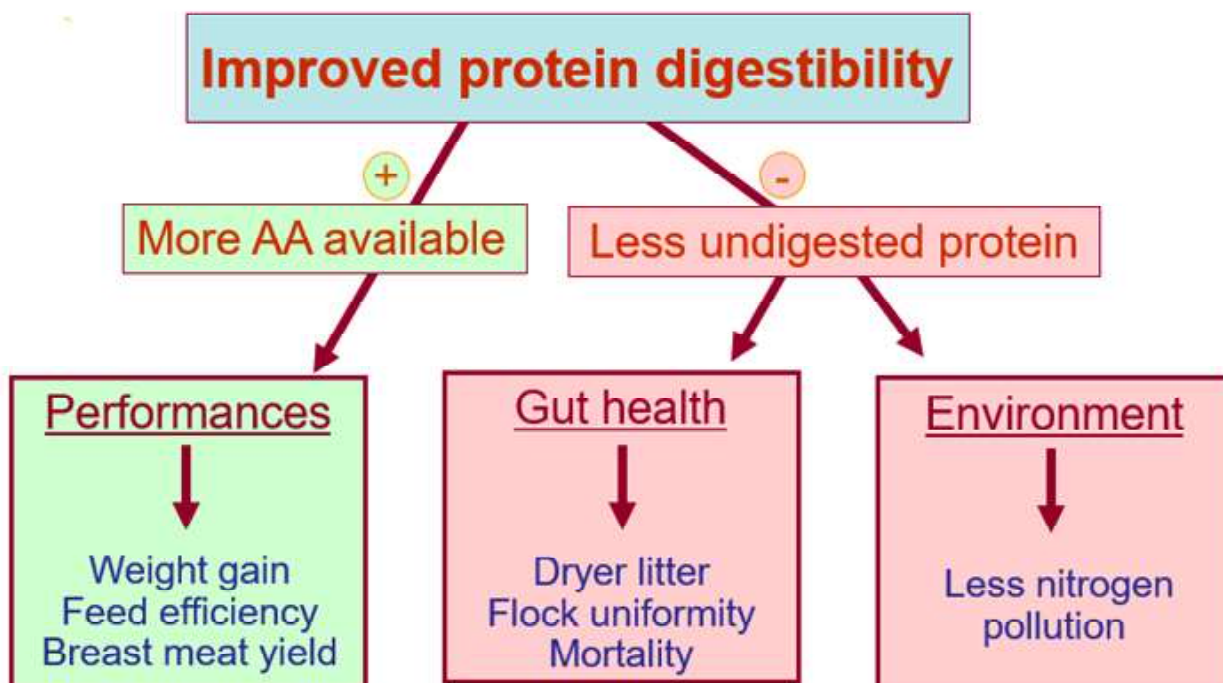 Improved protein digestibility
+
-
More AA available
Less undigested protein
Performances
Weight gain
Feed efficiency
Breast meat yield
Gut health
Dryer litter
Flock uniformity
Mortality
Environment
Less nitrogen
pollution